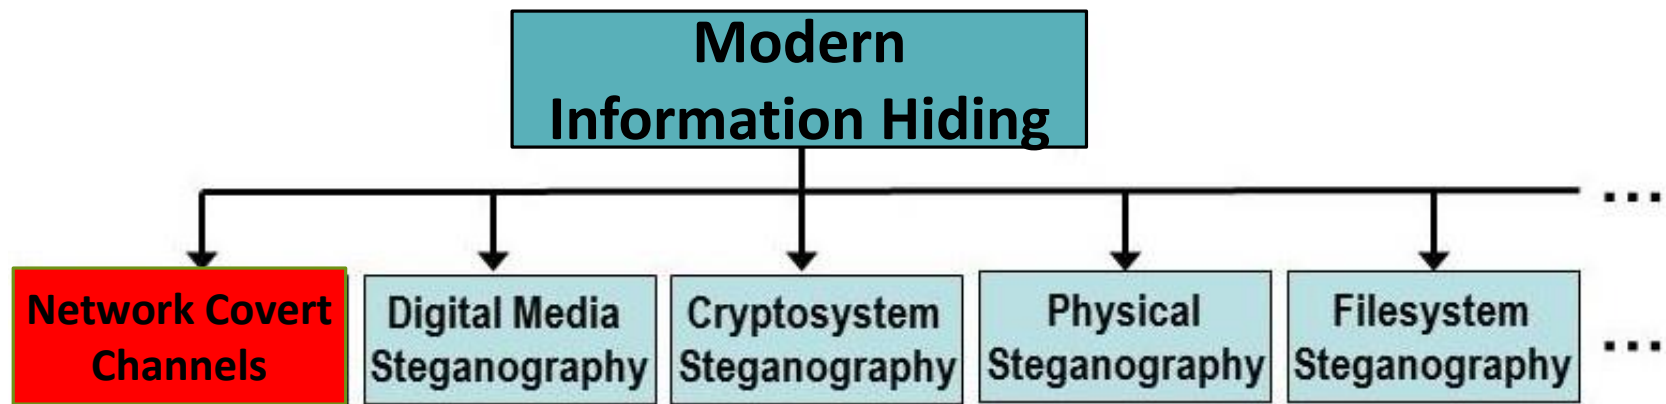 Modern
Information Hiding
...
Network Covert
Channels
Digital Media
Steganography
Cryptosystem
Steganography
Physical
Steganography
Filesystem
Steganography
...